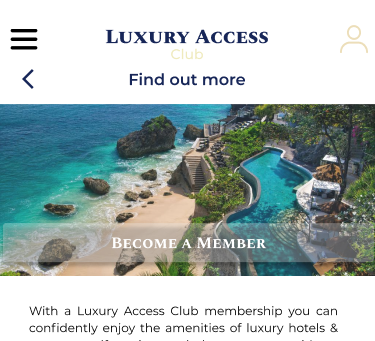 LUXURY ACCESS
Club
Find out more
BECOME A MEMBER
With a Luxury Access Club membership you can
confidently enjoy the amenities of luxury hotels &